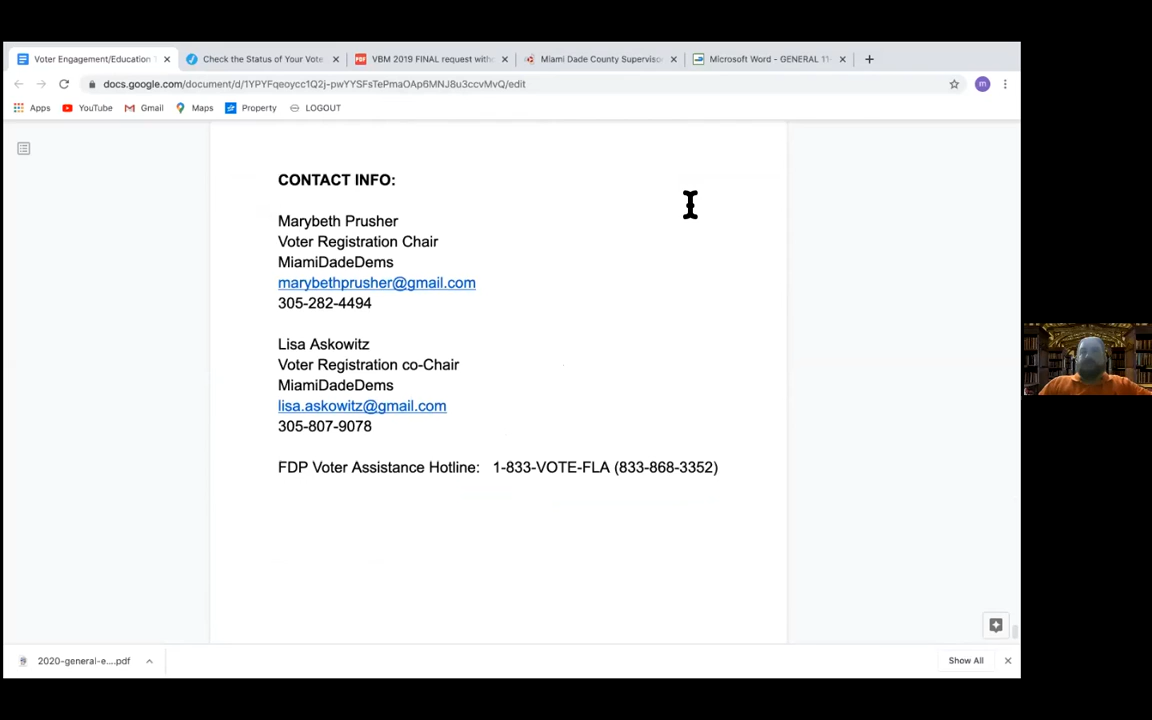 Voter Engagement/Education
Check the Status of Your Vote
VBM 2019 FINAL request with
Miami Dade County Superviso
Microsoft Word - GENERAL 11
docs.google.com/document/d/1YPYFqeoycc1Q2j-pwYYSFsTePmaOAp6MNJ8u3ccvMvQ/edit
m
Apps YouTube Gmail Maps Property LOGOUT
CONTACT INFO:
Marybeth Prusher
Voter Registration Chair
MiamiDadeDems
marybethprusher@gmail.com
305-282-4494
Lisa Askowitz
Voter Registration co-Chair
MiamiDadeDems
lisa.askowitz@gmail.com
305-807-9078
FDP Voter Assistance Hotline: 1-833-VOTE-FLA (833-868-3352)
2020-general-e....pdf
Show All